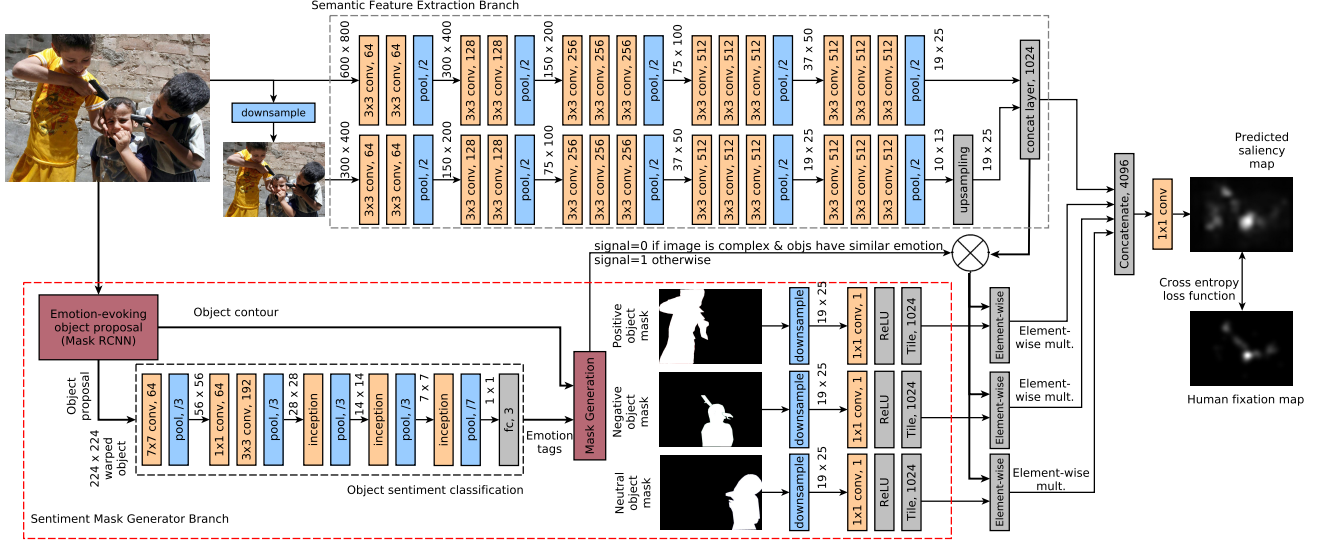 Semantic Feature Extraction Branch
600 x 800
3x3 conv, 64
3x3 conv, 64
pool, /2
300 x 400
3x3 conv, 128
3x3 conv, 128
pool, /2
150 x 200
3x3 conv, 256
3x3 conv, 256
3x3 conv, 256
pool, /2
75 x 100
3x3 conv, 512
3x3 conv, 512
3x3 conv, 512
pool, /2
37 x 50
3x3 conv, 512
3x3 conv, 512
3x3 conv, 512
pool, /2
19 x 25
concat layer, 1024
downsample
300 x 400
3x3 conv, 64
3x3 conv, 64
pool, /2
150 x 200
3x3 conv, 128
3x3 conv, 128
pool, /2
75 x 100
3x3 conv, 256
3x3 conv, 256
3x3 conv, 256
pool, /2
37 x 50
3x3 conv, 512
3x3 conv, 512
3x3 conv, 512
pool, /2
19 x 25
3x3 conv, 512
3x3 conv, 512
3x3 conv, 512
pool, /2
10 x 13
upsampling
19 x 25
Concatenate, 4096
1x1 conv
Predicted
saliency
map
Cross entropy
loss function
Human fixation map
signal=0 if image is complex & objs have similar emotion
signal=1 otherwise
Emotion-evoking
object proposal
(Mask RCNN)
Object contour
Object
proposal
224 x 224
warped
object
7x7 conv, 64
pool, /3
56 x 56
1x1 conv, 64
3x3 conv, 192
pool, /3
28 x 28
inception
pool, /3
14 x 14
inception
pool, /3
7 x 7
inception
pool, /7
1 x 1
fc, 3
Emotion
tags
Object sentiment classification
Mask Generation
Sentiment Mask Generator Branch
Positive
object
mask
downsample
19 x 25
1x1 conv, 1
ReLU
Tile, 1024
Element-wise
Element-
wise mult.
Negative
object
mask
downsample
19 x 25
1x1 conv, 1
ReLU
Tile, 1024
Element-wise
Element-
wise mult.
Neutral
object
mask
downsample
19 x 25
1x1 conv, 1
ReLU
Tile, 1024
Element-wise
Element-wise
mult.